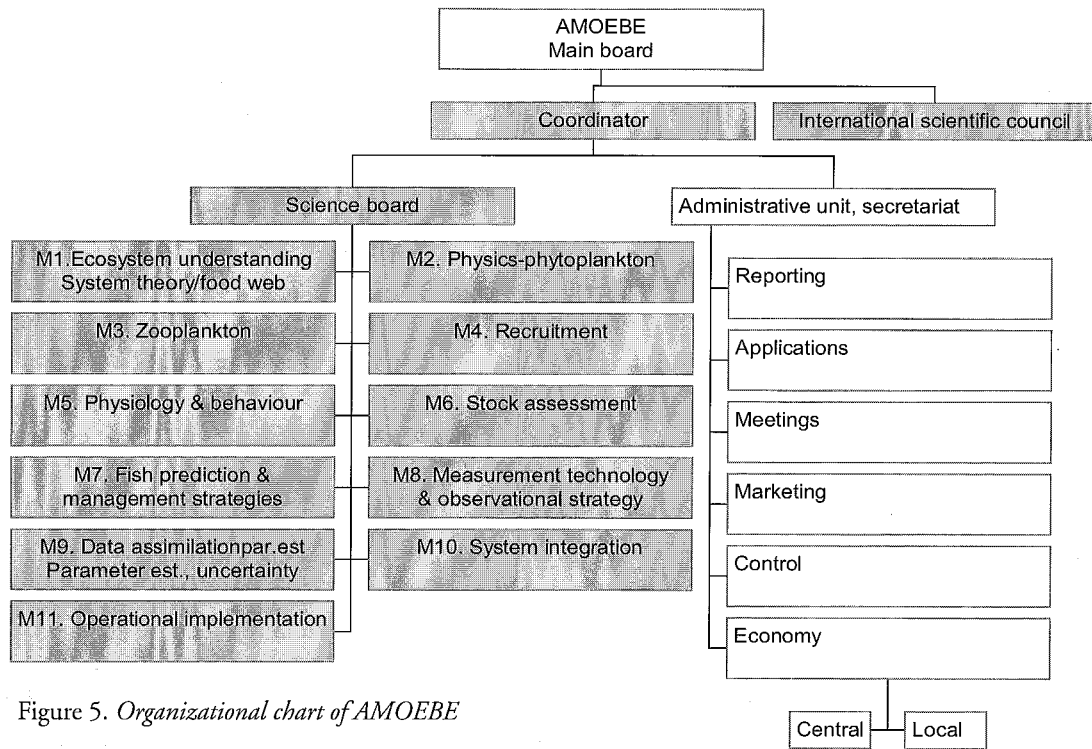 AMOEBE
Main board
Coordinator
International scientific council
Science board
Administrative unit, secretariat
M1.Ecosystem understanding
System theory/food web
M2. Physics-phytoplankton
M3. Zooplankton
M4. Recruitment
M5. Physiology & behaviour
M6. Stock assessment
M7. Fish prediction &
management strategies
M8. Measurement technology
& observational strategy
M9. Data assimilationpar.est
Parameter est., uncertainty
M10. System integration
M11. Operational implementation
Reporting
Applications
Meetings
Marketing
Control
Economy
Central
Local
Figure 5. Organizational chart of AMOEBE